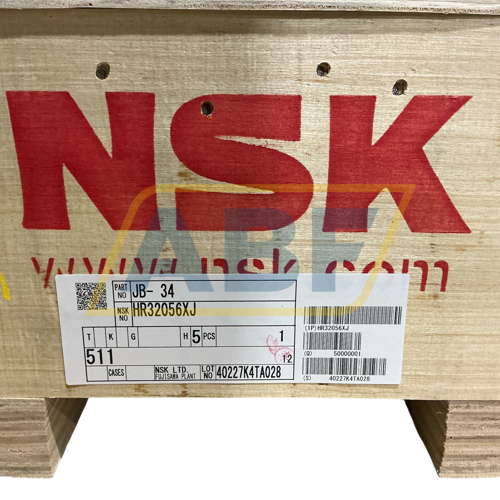 NSK
www.nsk.com
ABF
PART NO JB- 34
NSK NO HR32056XJ
T K G H 5 PCS 1
511 12
CASES NSK LTD. FUJISAWA PLANT LOT NO 40227K4TA028
(1P)HR32056XJ
(Q) 50000001
(S) 40227K4TA028